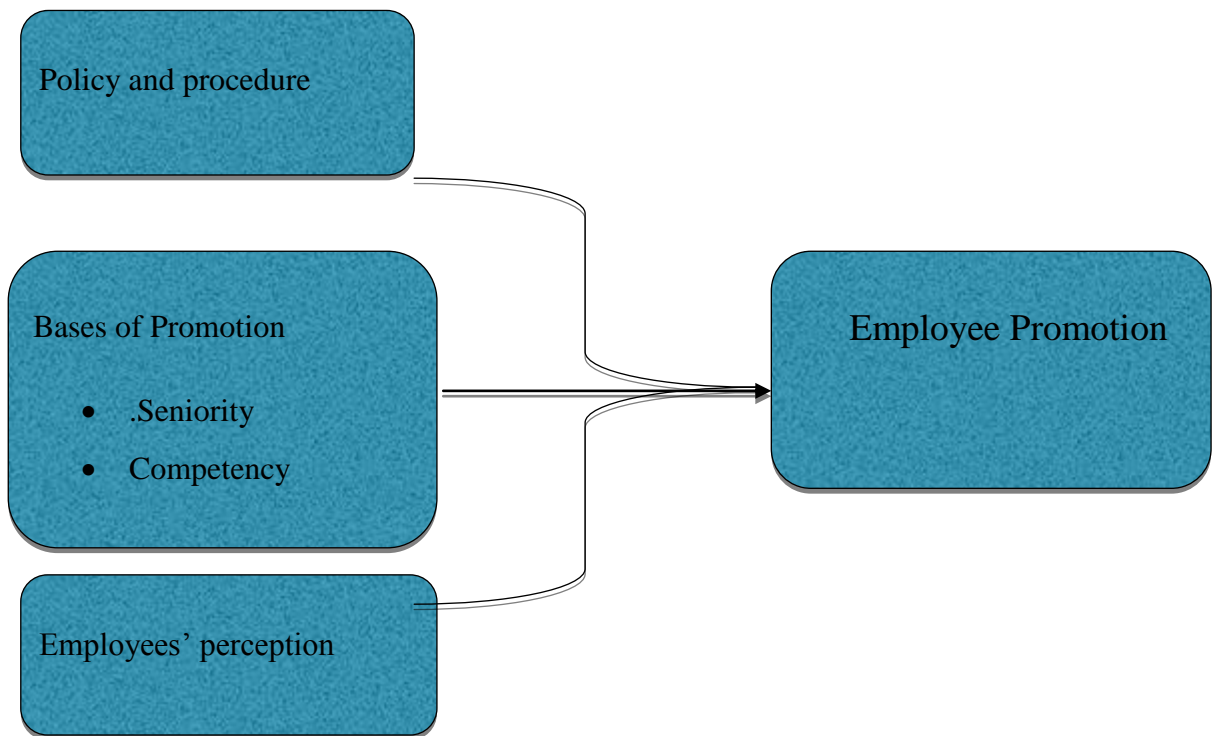 Policy and procedure
Bases of Promotion
• .Seniority
• Competency
Employees’ perception
Employee Promotion